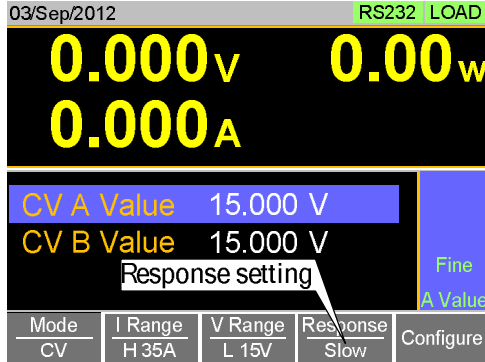 03/Sep/2012 RS232 LOAD
0.000V 0.00W
0.000A
CV A Value 15.000 V
CV B Value 15.000 V
Response setting
Fine
A Value
Mode I Range V Range Response Configure
CV H 35A L 15V Slow